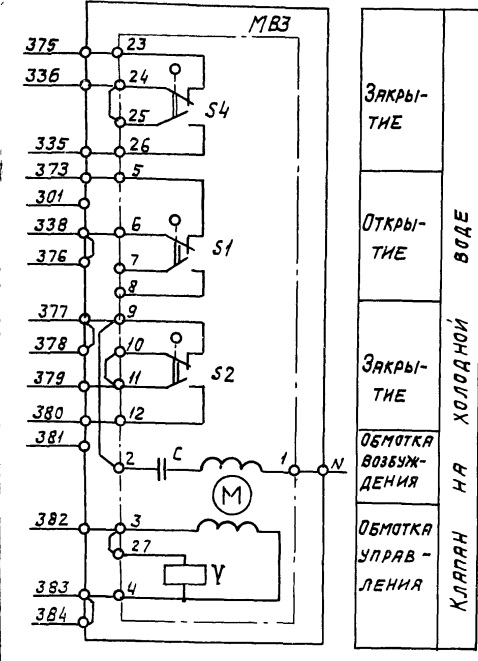 МВЗ
375
23
336
24
25
S4
335
26
373
5
301
338
6
376
7
S1
8
377
9
378
10
379
11
S2
380
12
381
2
C
1
N
М
382
3
27
V
383
4
384
ЗАКРЫ-
ТИЕ
ОТКРЫ-
ТИЕ
ЗАКРЫ-
ТИЕ
ОБМОТКА
ВОЗБУЖ-
ДЕНИЯ
ОБМОТКА
УПРАВ-
ЛЕНИЯ
КЛАПАН НА ХОЛОДНОЙ ВОДЕ